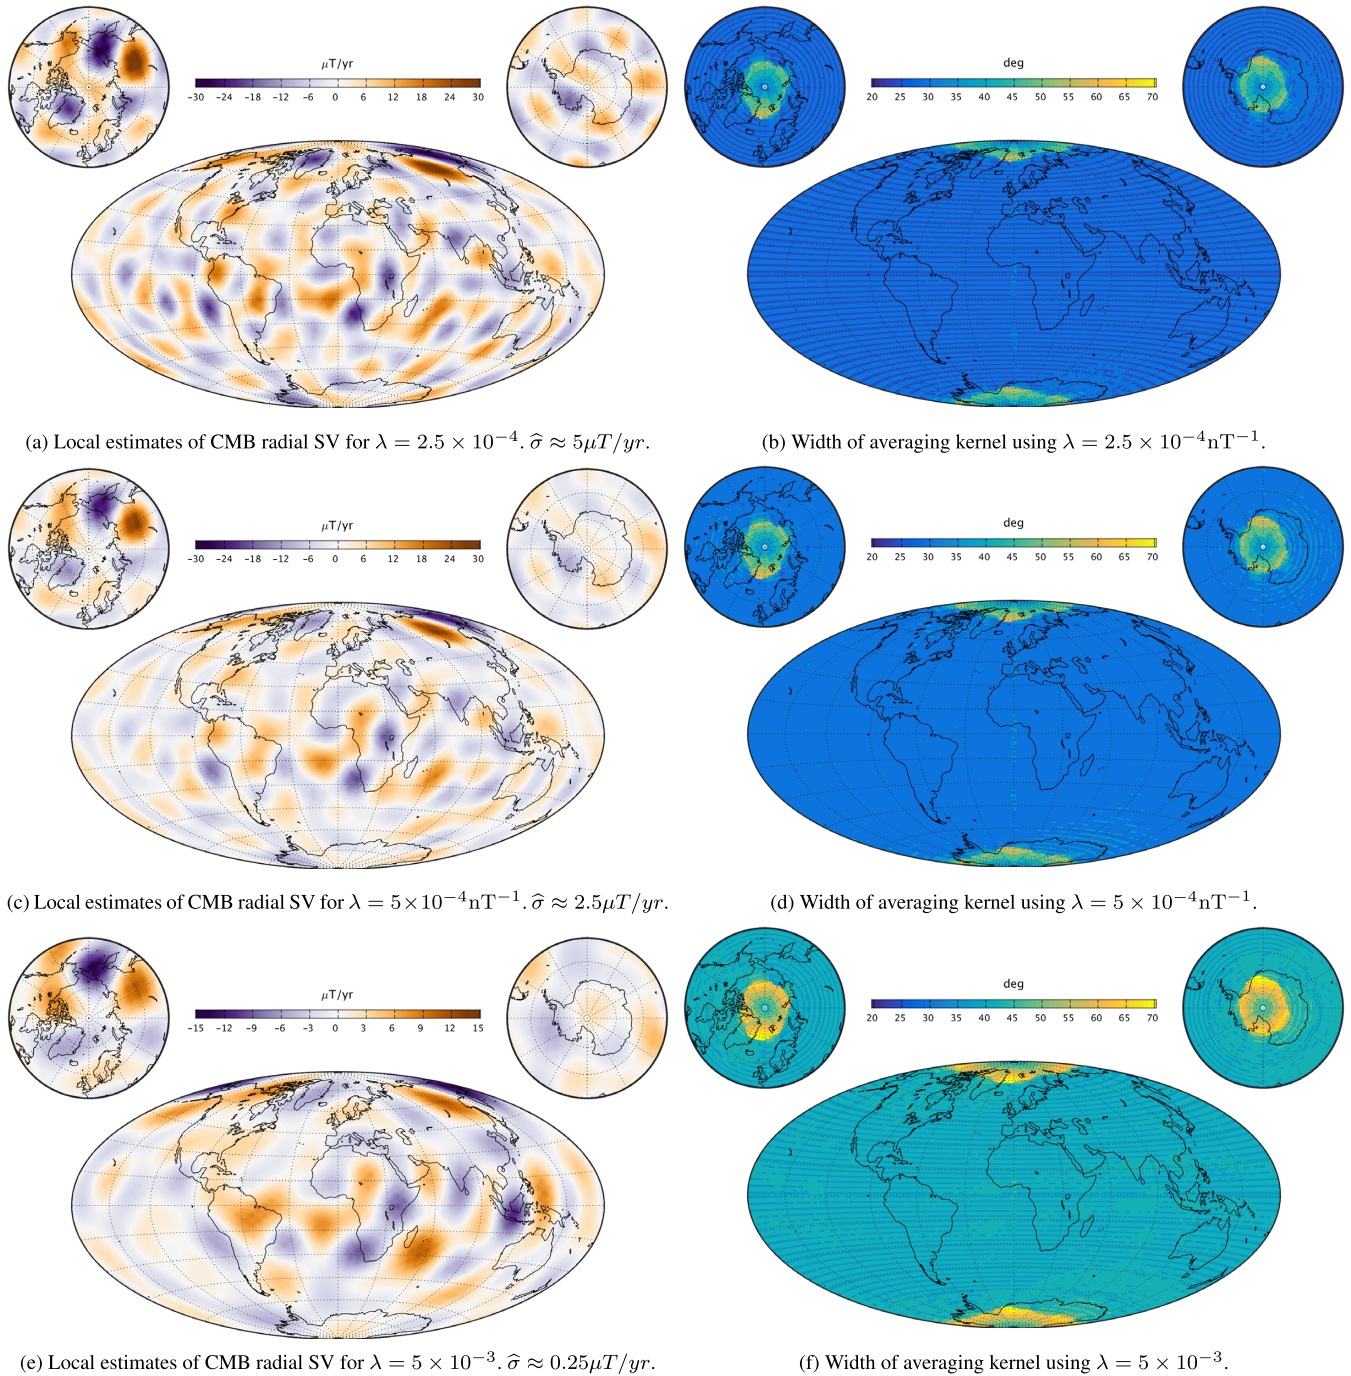 μT/yr
−30 −24 −18 −12 −6 0 6 12 18 24 30
deg
20 25 30 35 40 45 50 55 60 65 70
(a) Local estimates of CMB radial SV for λ = 2.5 × 10⁻⁴. σ̂ ≈ 5μT/yr.
(b) Width of averaging kernel using λ = 2.5 × 10⁻⁴nT⁻¹.
μT/yr
−30 −24 −18 −12 −6 0 6 12 18 24 30
deg
20 25 30 35 40 45 50 55 60 65 70
(c) Local estimates of CMB radial SV for λ = 5×10⁻⁴nT⁻¹. σ̂ ≈ 2.5μT/yr.
(d) Width of averaging kernel using λ = 5 × 10⁻⁴nT⁻¹.
μT/yr
−15 −12 −9 −6 −3 0 3 6 9 12 15
deg
20 25 30 35 40 45 50 55 60 65 70
(e) Local estimates of CMB radial SV for λ = 5 × 10⁻³. σ̂ ≈ 0.25μT/yr.
(f) Width of averaging kernel using λ = 5 × 10⁻³.